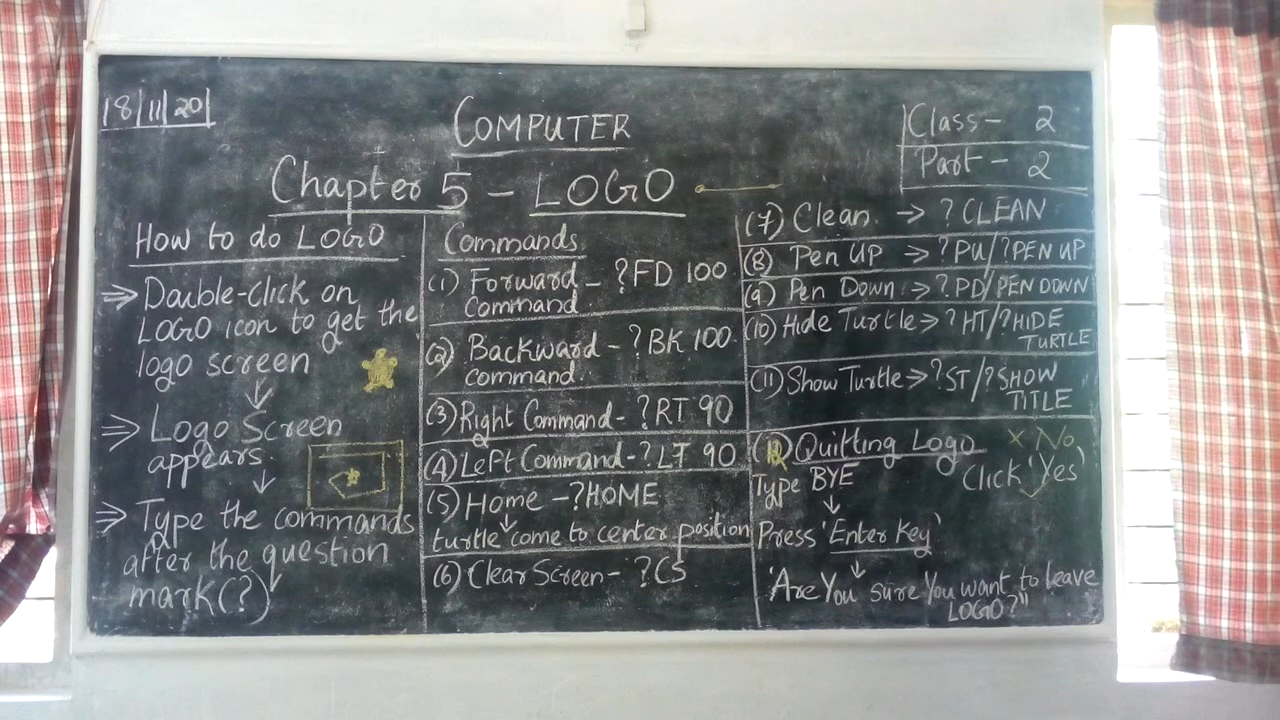 18/11/20
COMPUTER
Class- 2
Part - 2
Chapter 5 - LOGO
How to do LOGO
⇒ Double-click on
LOGO icon to get the
logo screen
↓
⇒ Logo Screen
appears.
↓
⇒ Type the commands
after the question
mark(?)
Commands
(1) Forward - ?FD 100
command.
(2) Backward - ?BK 100
command.
(3) Right Command- ?RT 90
(4) Left Command-?LT 90
(5) Home -?HOME
↓
turtle come to center position
(6) Clear Screen- ?CS
(7) Clean. → ?CLEAN
(8) Pen UP → ?PU/?PEN UP
(9) Pen Down → ?PD/PEN DOWN
(10) Hide Turtle → ?HT/?HIDE
TURTLE
(11) Show Turtle → ?ST/?SHOW
TITLE
(12) Quitting Logo
Type BYE
↓
Press 'Enter Key'
↓
'Are You sure You want to leave
LOGO?"
× No
Click 'Yes'
✓